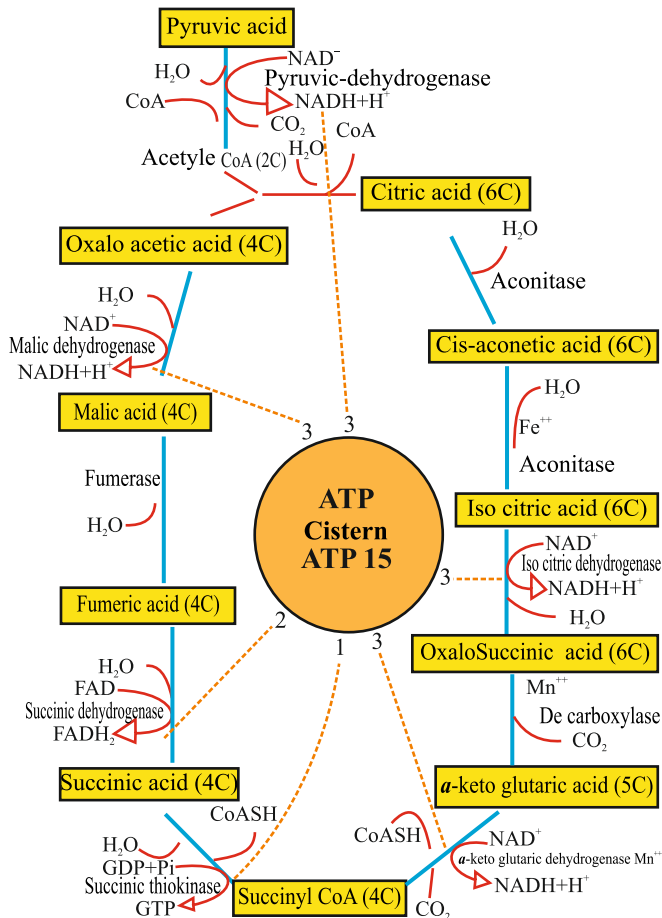 Pyruvic acid
NAD⁻
H₂O
Pyruvic-dehydrogenase
CoA
NADH+H⁺
CO₂
CoA
H₂O
Acetyle CoA (2C)
Citric acid (6C)
Oxalo acetic acid (4C)
H₂O
Aconitase
H₂O
NAD⁺
Malic dehydrogenase
NADH+H⁺
Cis-aconetic acid (6C)
H₂O
Fe⁺⁺
Aconitase
Malic acid (4C)
3
3
Fumerase
H₂O
ATP
Cistern
ATP 15
Iso citric acid (6C)
NAD⁺
Iso citric dehydrogenase
3
NADH+H⁺
H₂O
Fumeric acid (4C)
2
1
3
OxaloSuccinic acid (6C)
H₂O
FAD
Succinic dehydrogenase
FADH₂
Mn⁺⁺
De carboxylase
CO₂
Succinic acid (4C)
a-keto glutaric acid (5C)
CoASH
H₂O
GDP+Pi
Succinic thiokinase
GTP
CoASH
NAD⁺
a-keto glutaric dehydrogenase Mn⁺⁺
NADH+H⁺
CO₂
Succinyl CoA (4C)